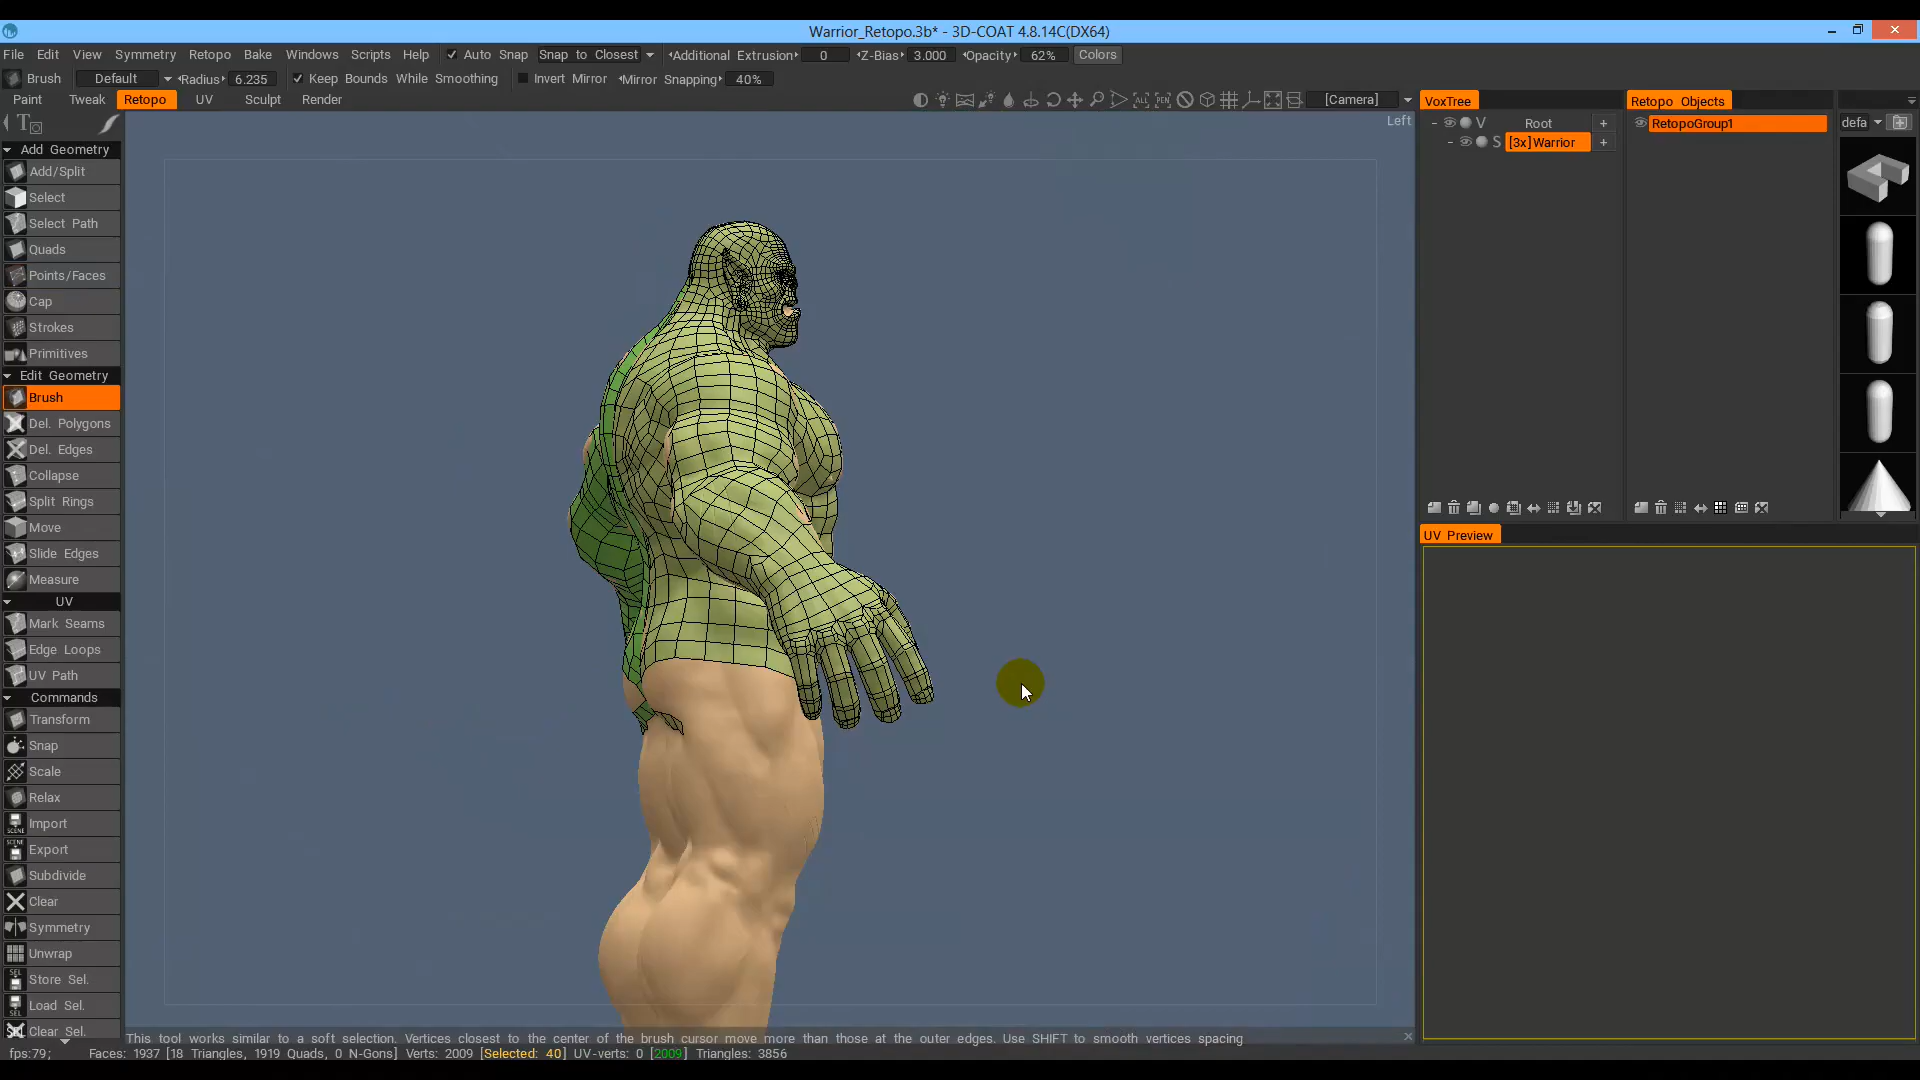 Warrior_Retopo.3b* - 3D-COAT 4.8.14C(DX64)
File Edit View Symmetry Retopo Bake Windows Scripts Help Auto Snap Snap to Closest Additional Extrusion 0 Z-Bias 3.000 Opacity 62% Colors
Brush Default Radius 6.235 Keep Bounds While Smoothing Invert Mirror Mirror Snapping 40%
Paint Tweak Retopo UV Sculpt Render [Camera]
Left
Add Geometry
Add/Split
Select
Select Path
Quads
Points/Faces
Cap
Strokes
Primitives
Edit Geometry
Brush
Del. Polygons
Del. Edges
Collapse
Split Rings
Move
Slide Edges
Measure
UV
Mark Seams
Edge Loops
UV Path
Commands
Transform
Snap
Scale
Relax
Import
Export
Subdivide
Clear
Symmetry
Unwrap
Store Sel.
Load Sel.
Clear Sel.
VoxTree
V Root +
S [3x]Warrior +
Retopo Objects
RetopoGroup1
defa
UV Preview
This tool works similar to a soft selection. Vertices closest to the center of the brush cursor move more than those at the outer edges. Use SHIFT to smooth vertices spacing
fps:79; Faces: 1937 [18 Triangles, 1919 Quads, 0 N-Gons] Verts: 2009 [Selected: 40] UV-verts: 0 [2009] Triangles: 3856